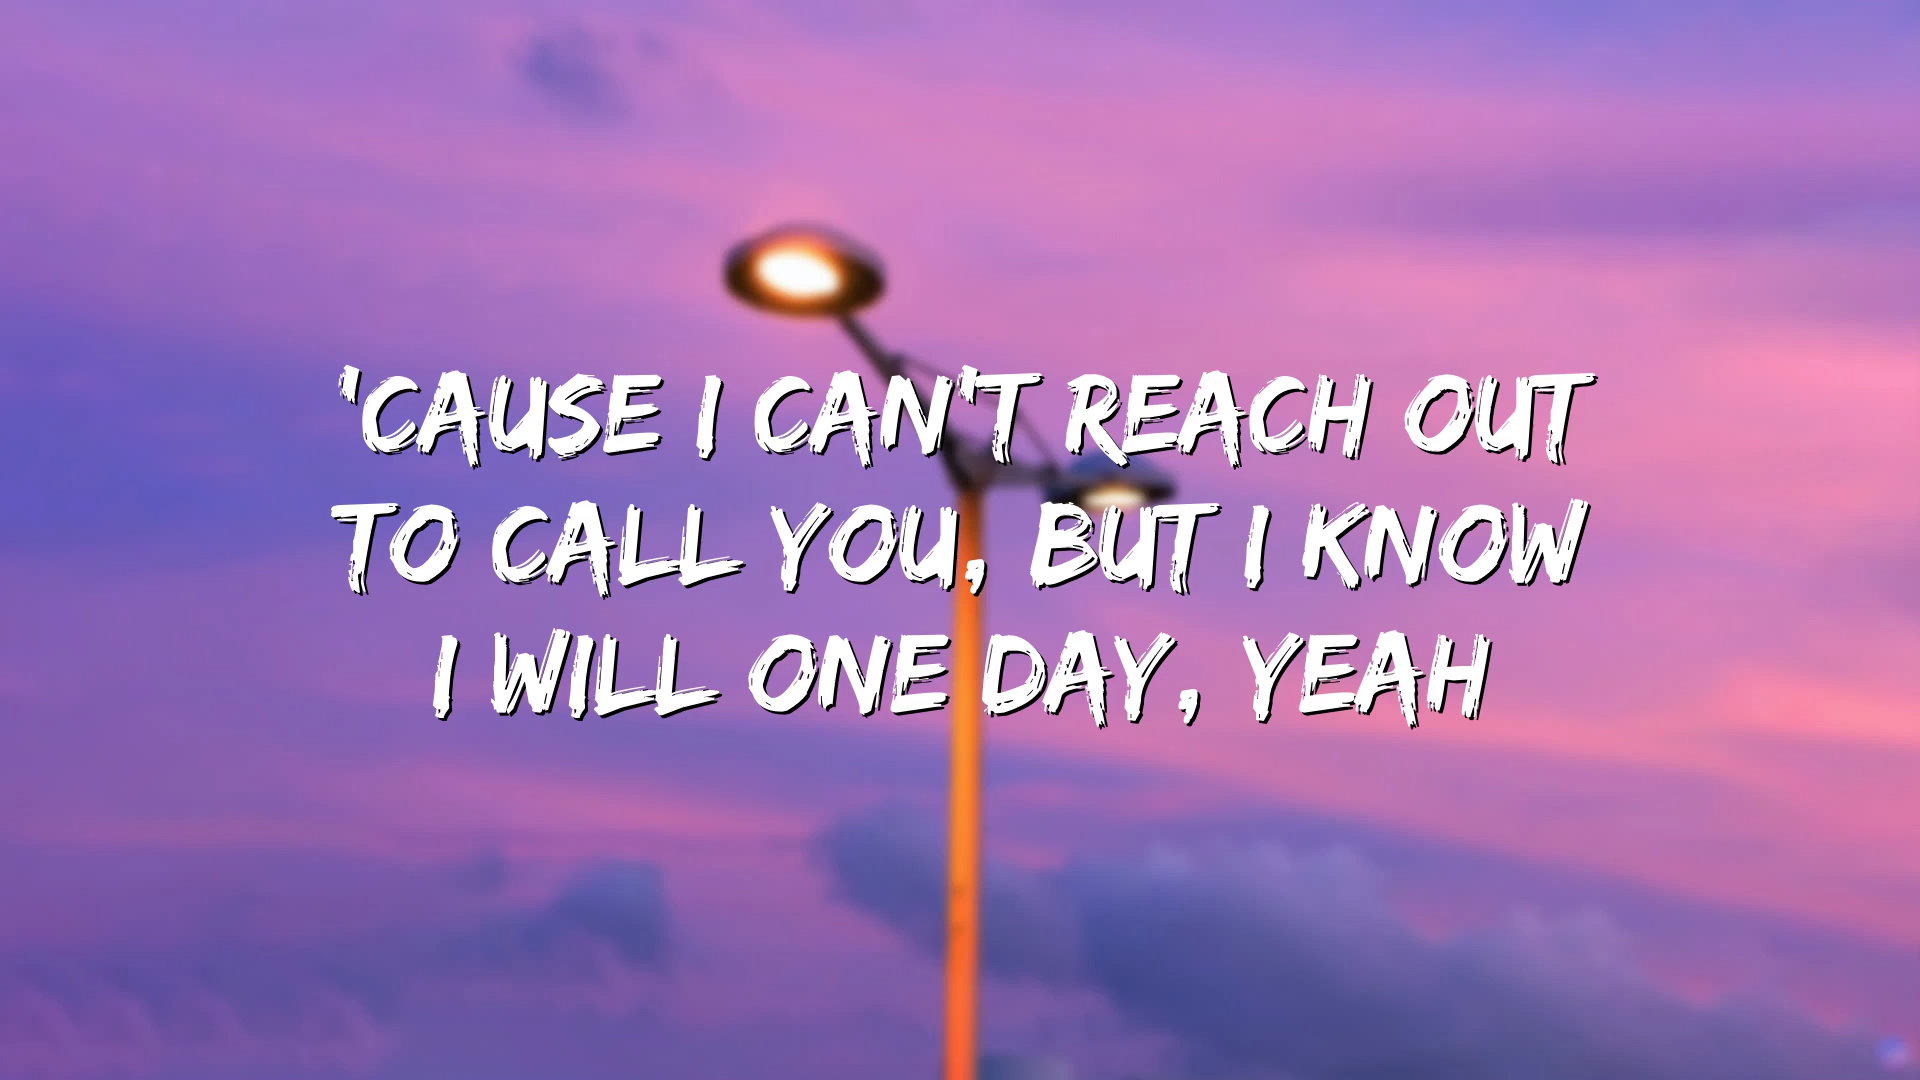 'CAUSE I CAN'T REACH OUT
TO CALL YOU, BUT I KNOW
I WILL ONE DAY, YEAH